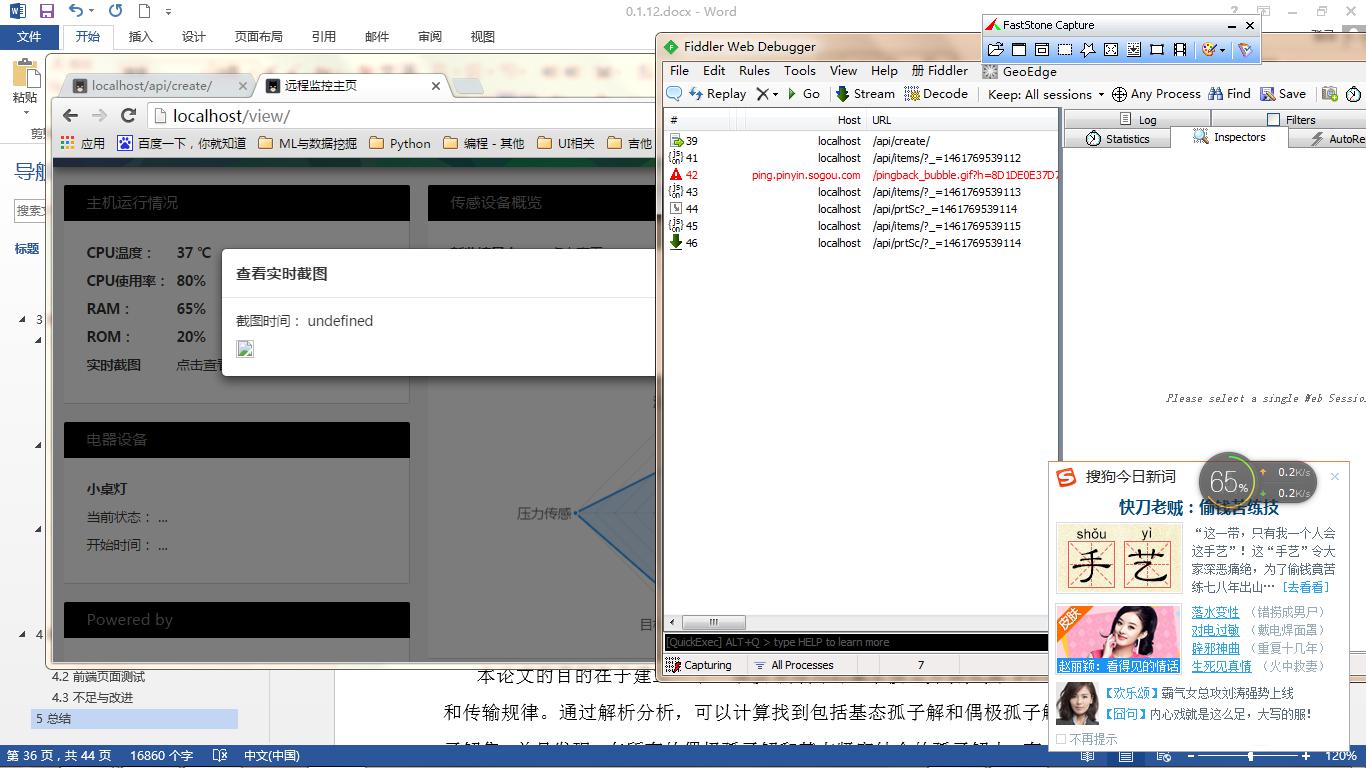 0.1.12.docx - Word
FastStone Capture
文件 开始 插入 设计 页面布局 引用 邮件 审阅 视图
粘贴
标题
3
4
localhost/api/create/ 远程监控主页
localhost/view/
应用 百度一下，你就知道 ML与数据挖掘 Python 编程 - 其他 UI相关 吉他
主机运行情况 传感设备概览
CPU温度： 37 ℃
CPU使用率： 80%
RAM： 65%
ROM： 20%
实时截图 点击查看
查看实时截图
截图时间： undefined
电器设备
小桌灯
当前状态： ...
开始时间： ...
压力传感
Powered by
Fiddler Web Debugger
File Edit Rules Tools View Help 册 Fiddler GeoEdge
Replay Go Stream Decode Keep: All sessions Any Process Find Save
# Host URL
39 localhost /api/create/
41 localhost /api/items/?_=1461769539112
42 ping.pinyin.sogou.com /pingback_bubble.gif?h=8D1DE0E37D7
43 localhost /api/items/?_=1461769539113
44 localhost /api/prtSc?_=1461769539114
45 localhost /api/items/?_=1461769539115
46 localhost /api/prtSc/?_=1461769539114
Log Filters
Statistics Inspectors AutoRe
Please select a single Web Sessio
[QuickExec] ALT+Q > type HELP to learn more
Capturing All Processes 7
搜狗今日新词
65% 0.2K/s
0.2K/s
快刀老贼：偷钱苦练技
shǒu yì
手 艺
“这一带，只有我一个人会
这手艺”！这“手艺”令大
家深恶痛绝，为了偷钱竟苦
练七八年出山… [去看看]
皮肤
赵丽颖：看得见的情话
落水变性 （错捞成男尸）
对电过敏 （戴电焊面罩）
辟邪神曲 （重复十几年）
生死见真情 （火中救妻）
【欢乐颂】霸气女总攻刘涛强势上线
【囧句】内心戏就是这么足，大写的服！
不再提示
4.2 前端页面测试
4.3 不足与改进
5 总结
本论文的目的在于建立
和传输规律。通过解析分析，可以计算找到包括基态孤子解和偶极孤子解
第 36 页，共 44 页 16860 个字 中文(中国) 120%